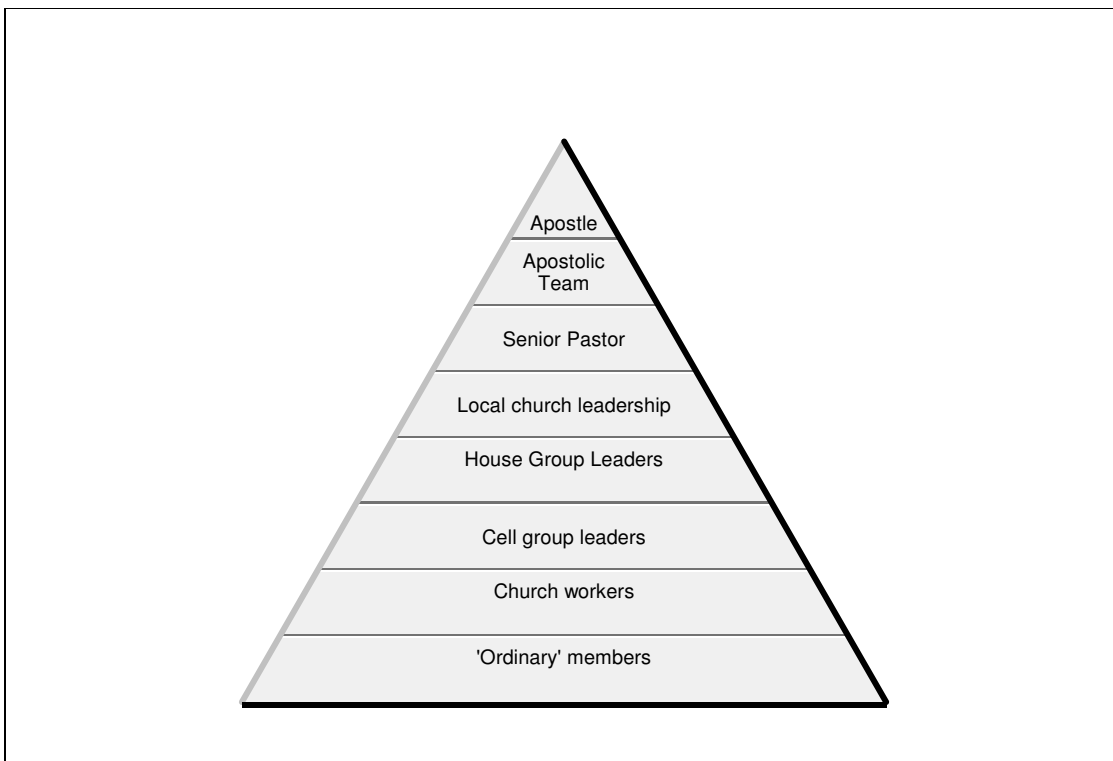 Apostle
Apostolic
Team
Senior Pastor
Local church leadership
House Group Leaders
Cell group leaders
Church workers
'Ordinary' members